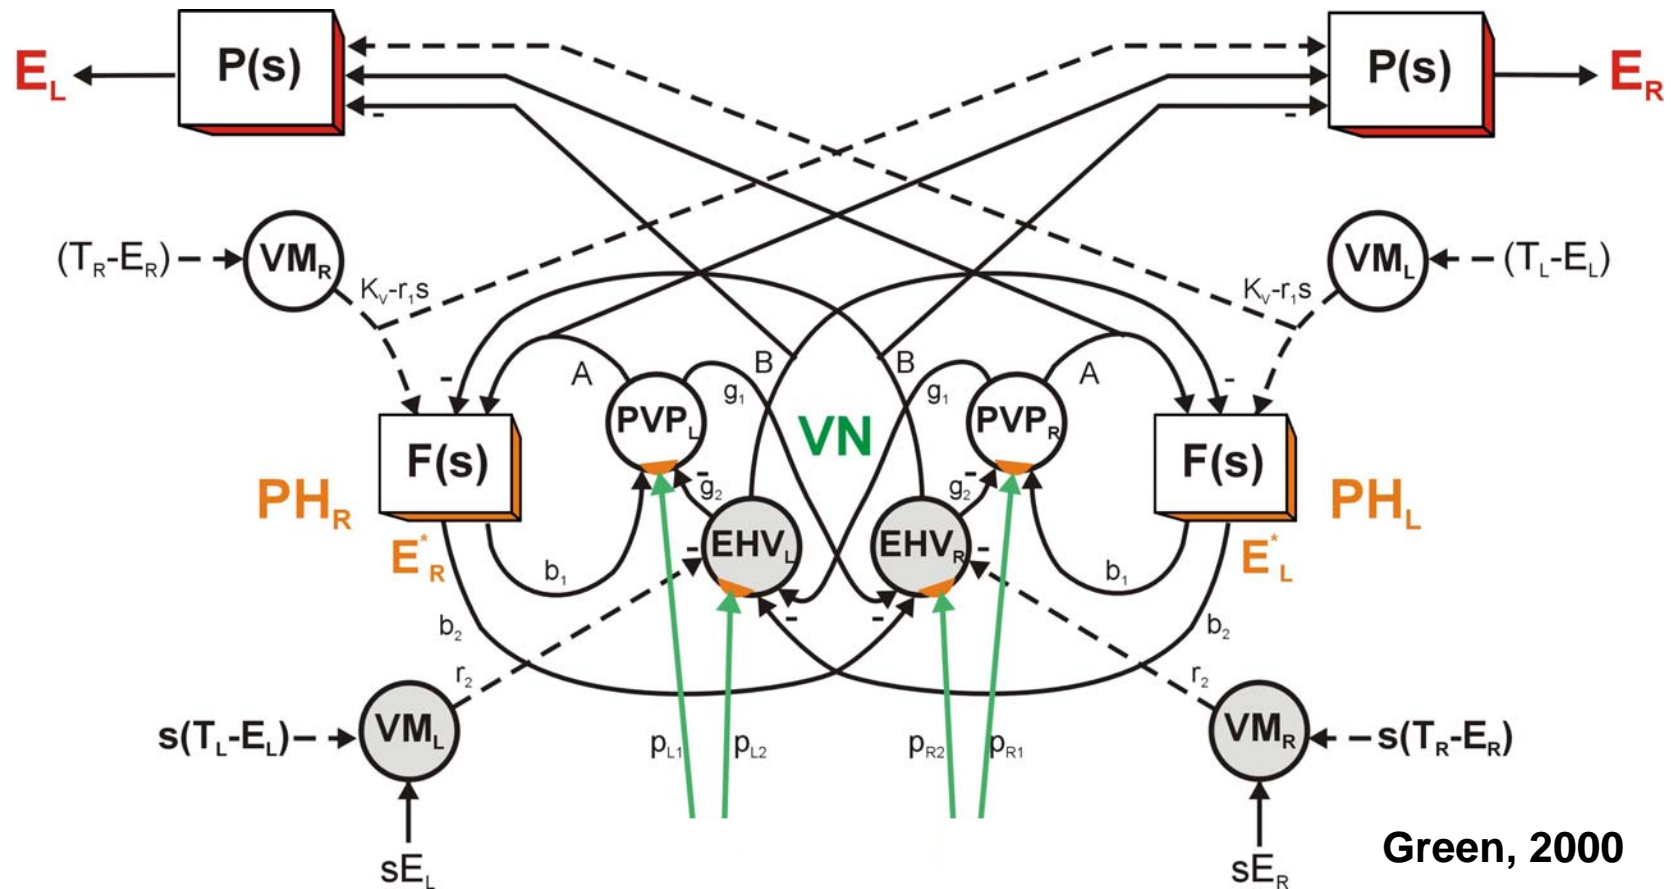 P(s)
P(s)
E_L
E_R
-
-
(T_R-E_R)
VM_R
VM_L
(T_L-E_L)
K_V-r_1s
K_V-r_1s
-
A
B
B
A
-
g_1
g_1
PVP_L
VN
PVP_R
F(s)
F(s)
PH_R
PH_L
-
g_2
g_2
-
E*_R
-
EHV_L
EHV_R
-
E*_L
b_1
b_1
b_2
-
-
b_2
r_2
r_2
s(T_L-E_L)
VM_L
p_L1
p_L2
p_R2
p_R1
VM_R
s(T_R-E_R)
sE_L
sE_R
Green, 2000